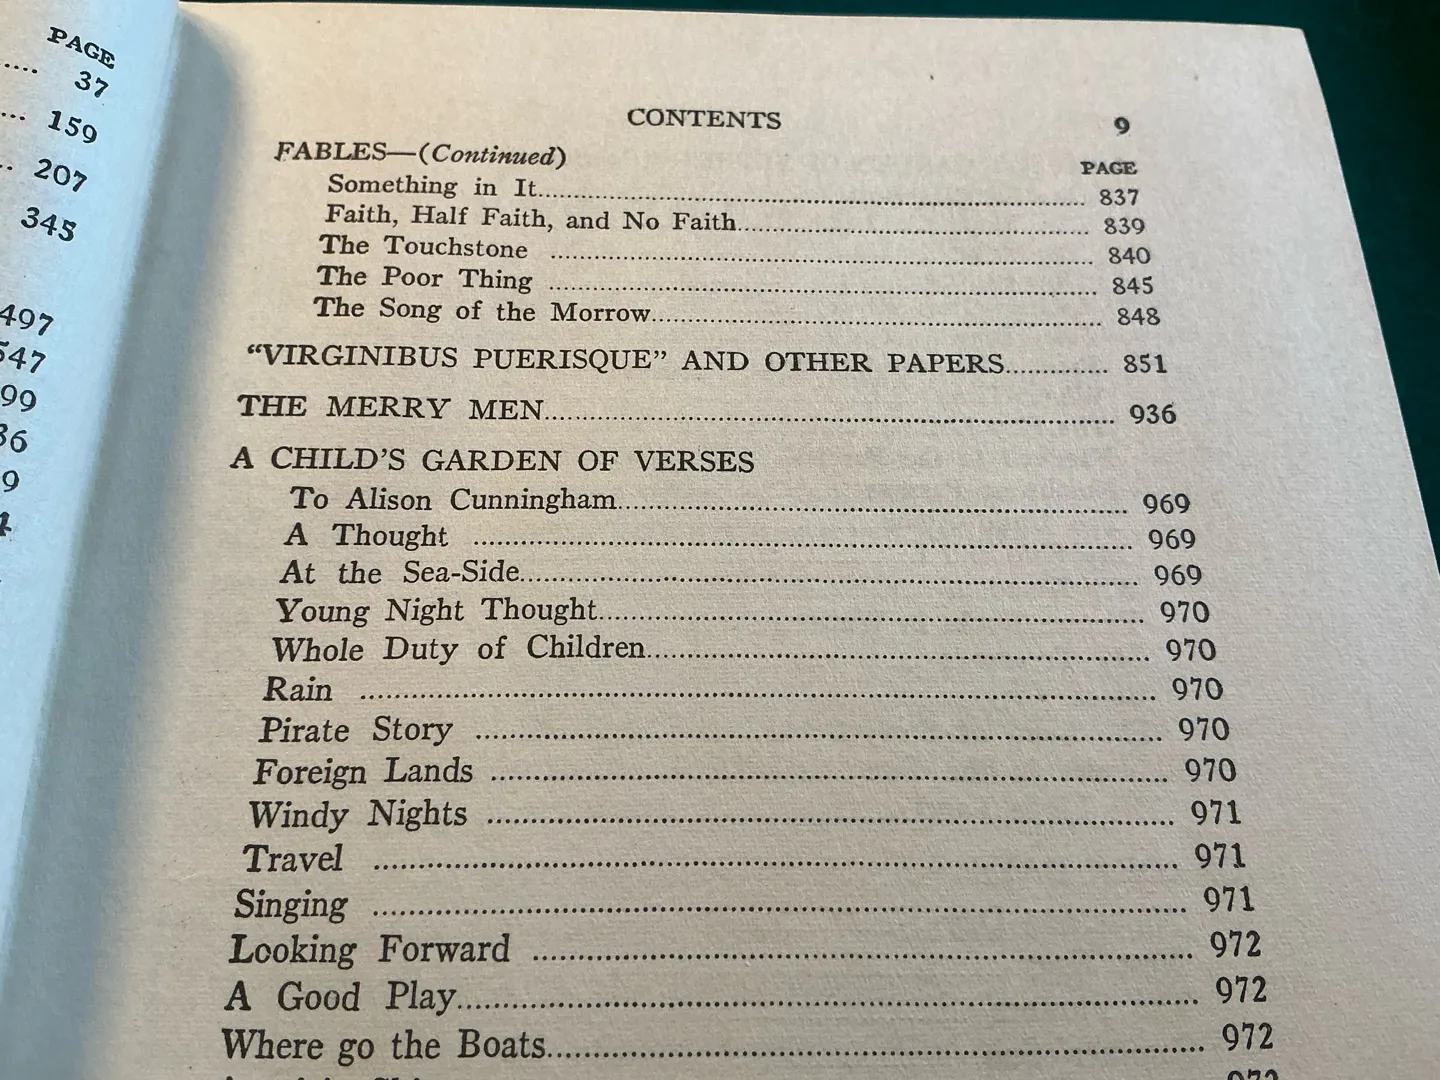 PAGE
.... 37
... 159
.. 207
345
497
547
99
36
9
CONTENTS 9
FABLES—(Continued) PAGE
Something in It........ 837
Faith, Half Faith, and No Faith........ 839
The Touchstone ........ 840
The Poor Thing ........ 845
The Song of the Morrow........ 848
“VIRGINIBUS PUERISQUE” AND OTHER PAPERS........ 851
THE MERRY MEN........ 936
A CHILD’S GARDEN OF VERSES
To Alison Cunningham........ 969
A Thought ........ 969
At the Sea-Side........ 969
Young Night Thought........ 970
Whole Duty of Children........ 970
Rain ........ 970
Pirate Story ........ 970
Foreign Lands ........ 970
Windy Nights ........ 971
Travel ........ 971
Singing ........ 971
Looking Forward ........ 972
A Good Play........ 972
Where go the Boats........ 972